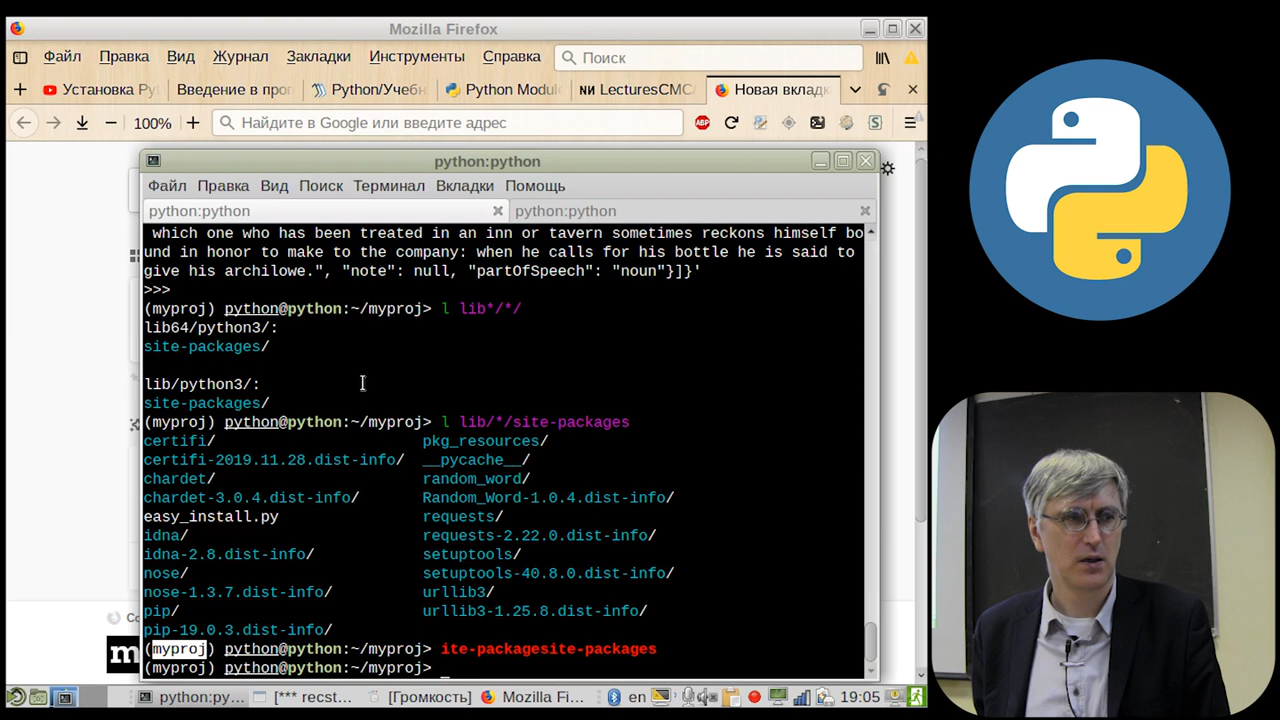 Mozilla Firefox
Файл Правка Вид Журнал Закладки Инструменты Справка Поиск
Установка Py Введение в прог Python/Учебн Python Module LecturesCMC/ Новая вкладк
100% Найдите в Google или введите адрес ABP S
python:python
Файл Правка Вид Поиск Терминал Вкладки Помощь
python:python python:python
which one who has been treated in an inn or tavern sometimes reckons himself bo
und in honor to make to the company: when he calls for his bottle he is said to
give his archilowe.", "note": null, "partOfSpeech": "noun"}]}'
>>>
(myproj) python@python:~/myproj> l lib*/*/
lib64/python3/:
site-packages/
lib/python3/:
site-packages/
(myproj) python@python:~/myproj> l lib/*/site-packages
certifi/ pkg_resources/
certifi-2019.11.28.dist-info/ __pycache__/
chardet/ random_word/
chardet-3.0.4.dist-info/ Random_Word-1.0.4.dist-info/
easy_install.py requests/
idna/ requests-2.22.0.dist-info/
idna-2.8.dist-info/ setuptools/
nose/ setuptools-40.8.0.dist-info/
nose-1.3.7.dist-info/ urllib3/
pip/ urllib3-1.25.8.dist-info/
pip-19.0.3.dist-info/
(myproj) python@python:~/myproj> ite-packagesite-packages
(myproj) python@python:~/myproj>
python:py... [*** recst... [Громкость] Mozilla Fi... en 19:05